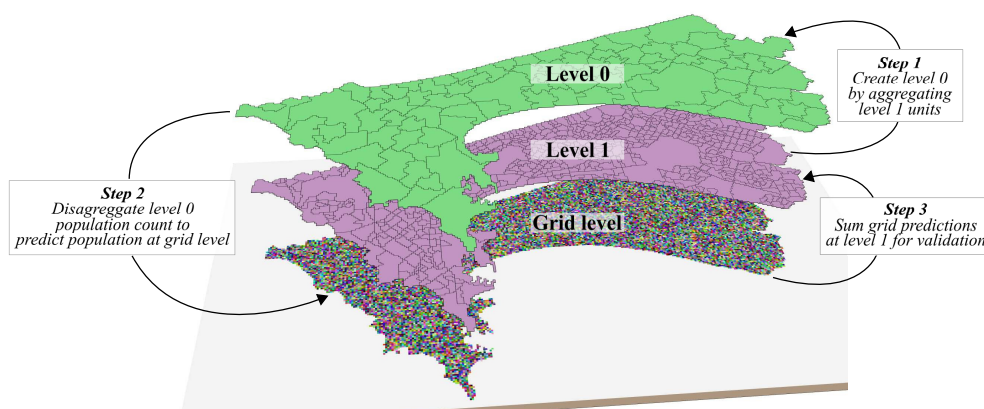 Level 0
Step 1
Create level 0
by aggregating
level 1 units
Level 1
Step 2
Disagreggate level 0
population count to
predict population at grid level
Grid level
Step 3
Sum grid predictions
at level 1 for validation